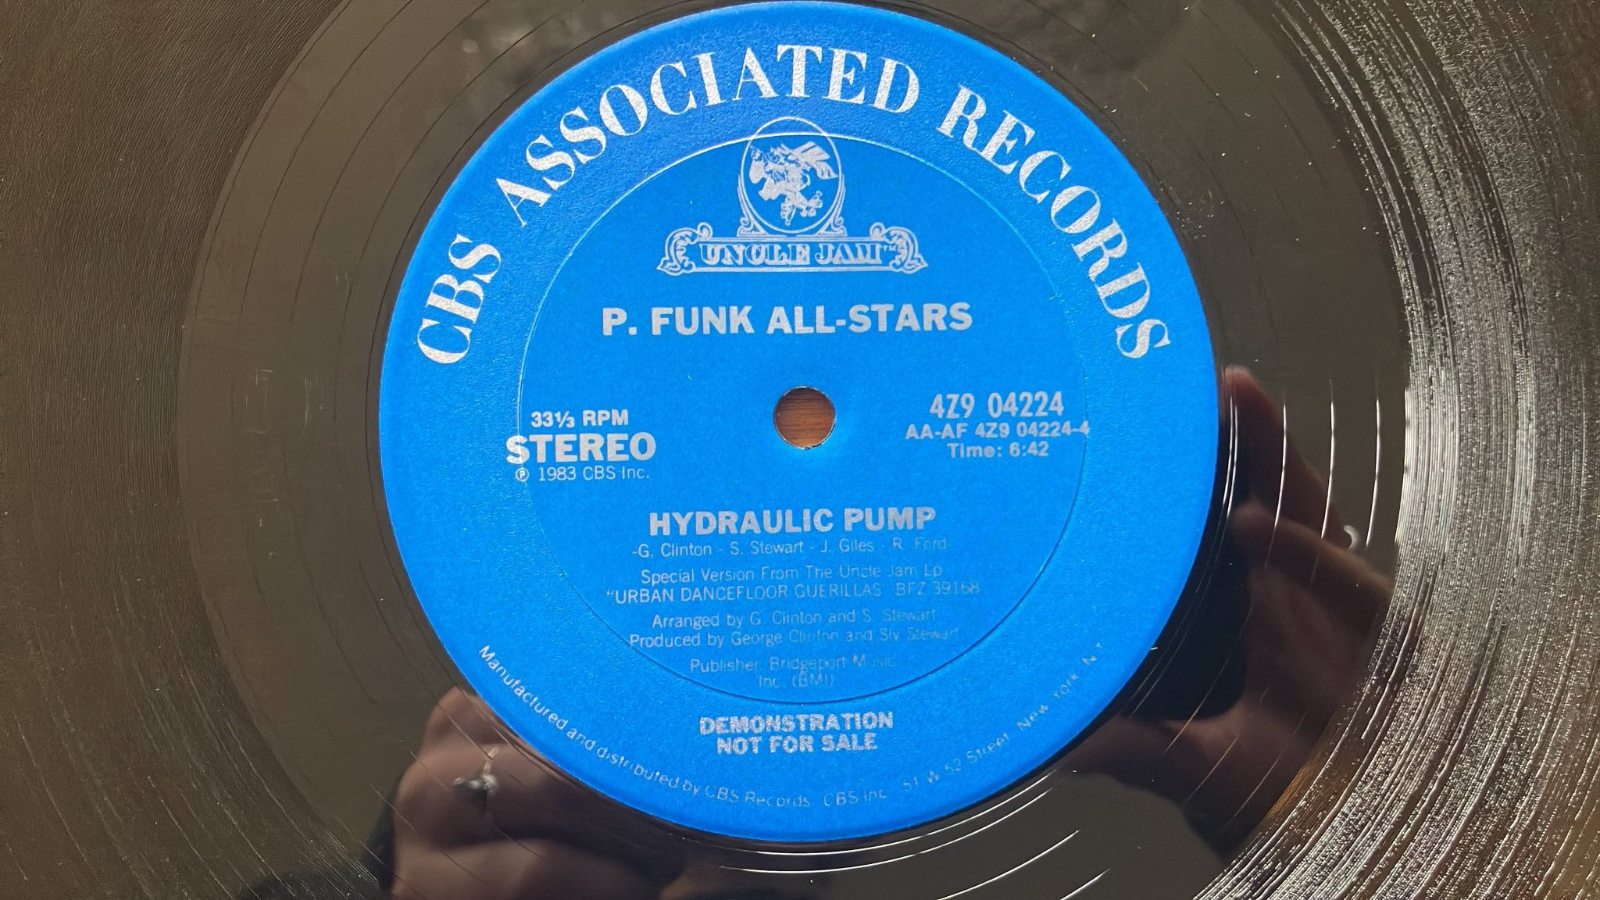 CBS ASSOCIATED RECORDS
UNCLE JAM™
P. FUNK ALL-STARS
33⅓ RPM
STEREO
℗ 1983 CBS Inc.
4Z9 04224
AA-AF 4Z9 04224-4
Time: 6:42
HYDRAULIC PUMP
-G. Clinton - S. Stewart - J. Giles - R. Ford-
Special Version From The Uncle Jam Lp
"URBAN DANCEFLOOR GUERILLAS" BFZ 39168
Arranged by G. Clinton and S. Stewart
Produced by George Clinton and Sly Stewart
Publisher: Bridgeport Music
Inc. (BMI)
DEMONSTRATION
NOT FOR SALE
Manufactured and distributed by CBS Records CBS Inc. 51 W 52 Street, New York N.Y.